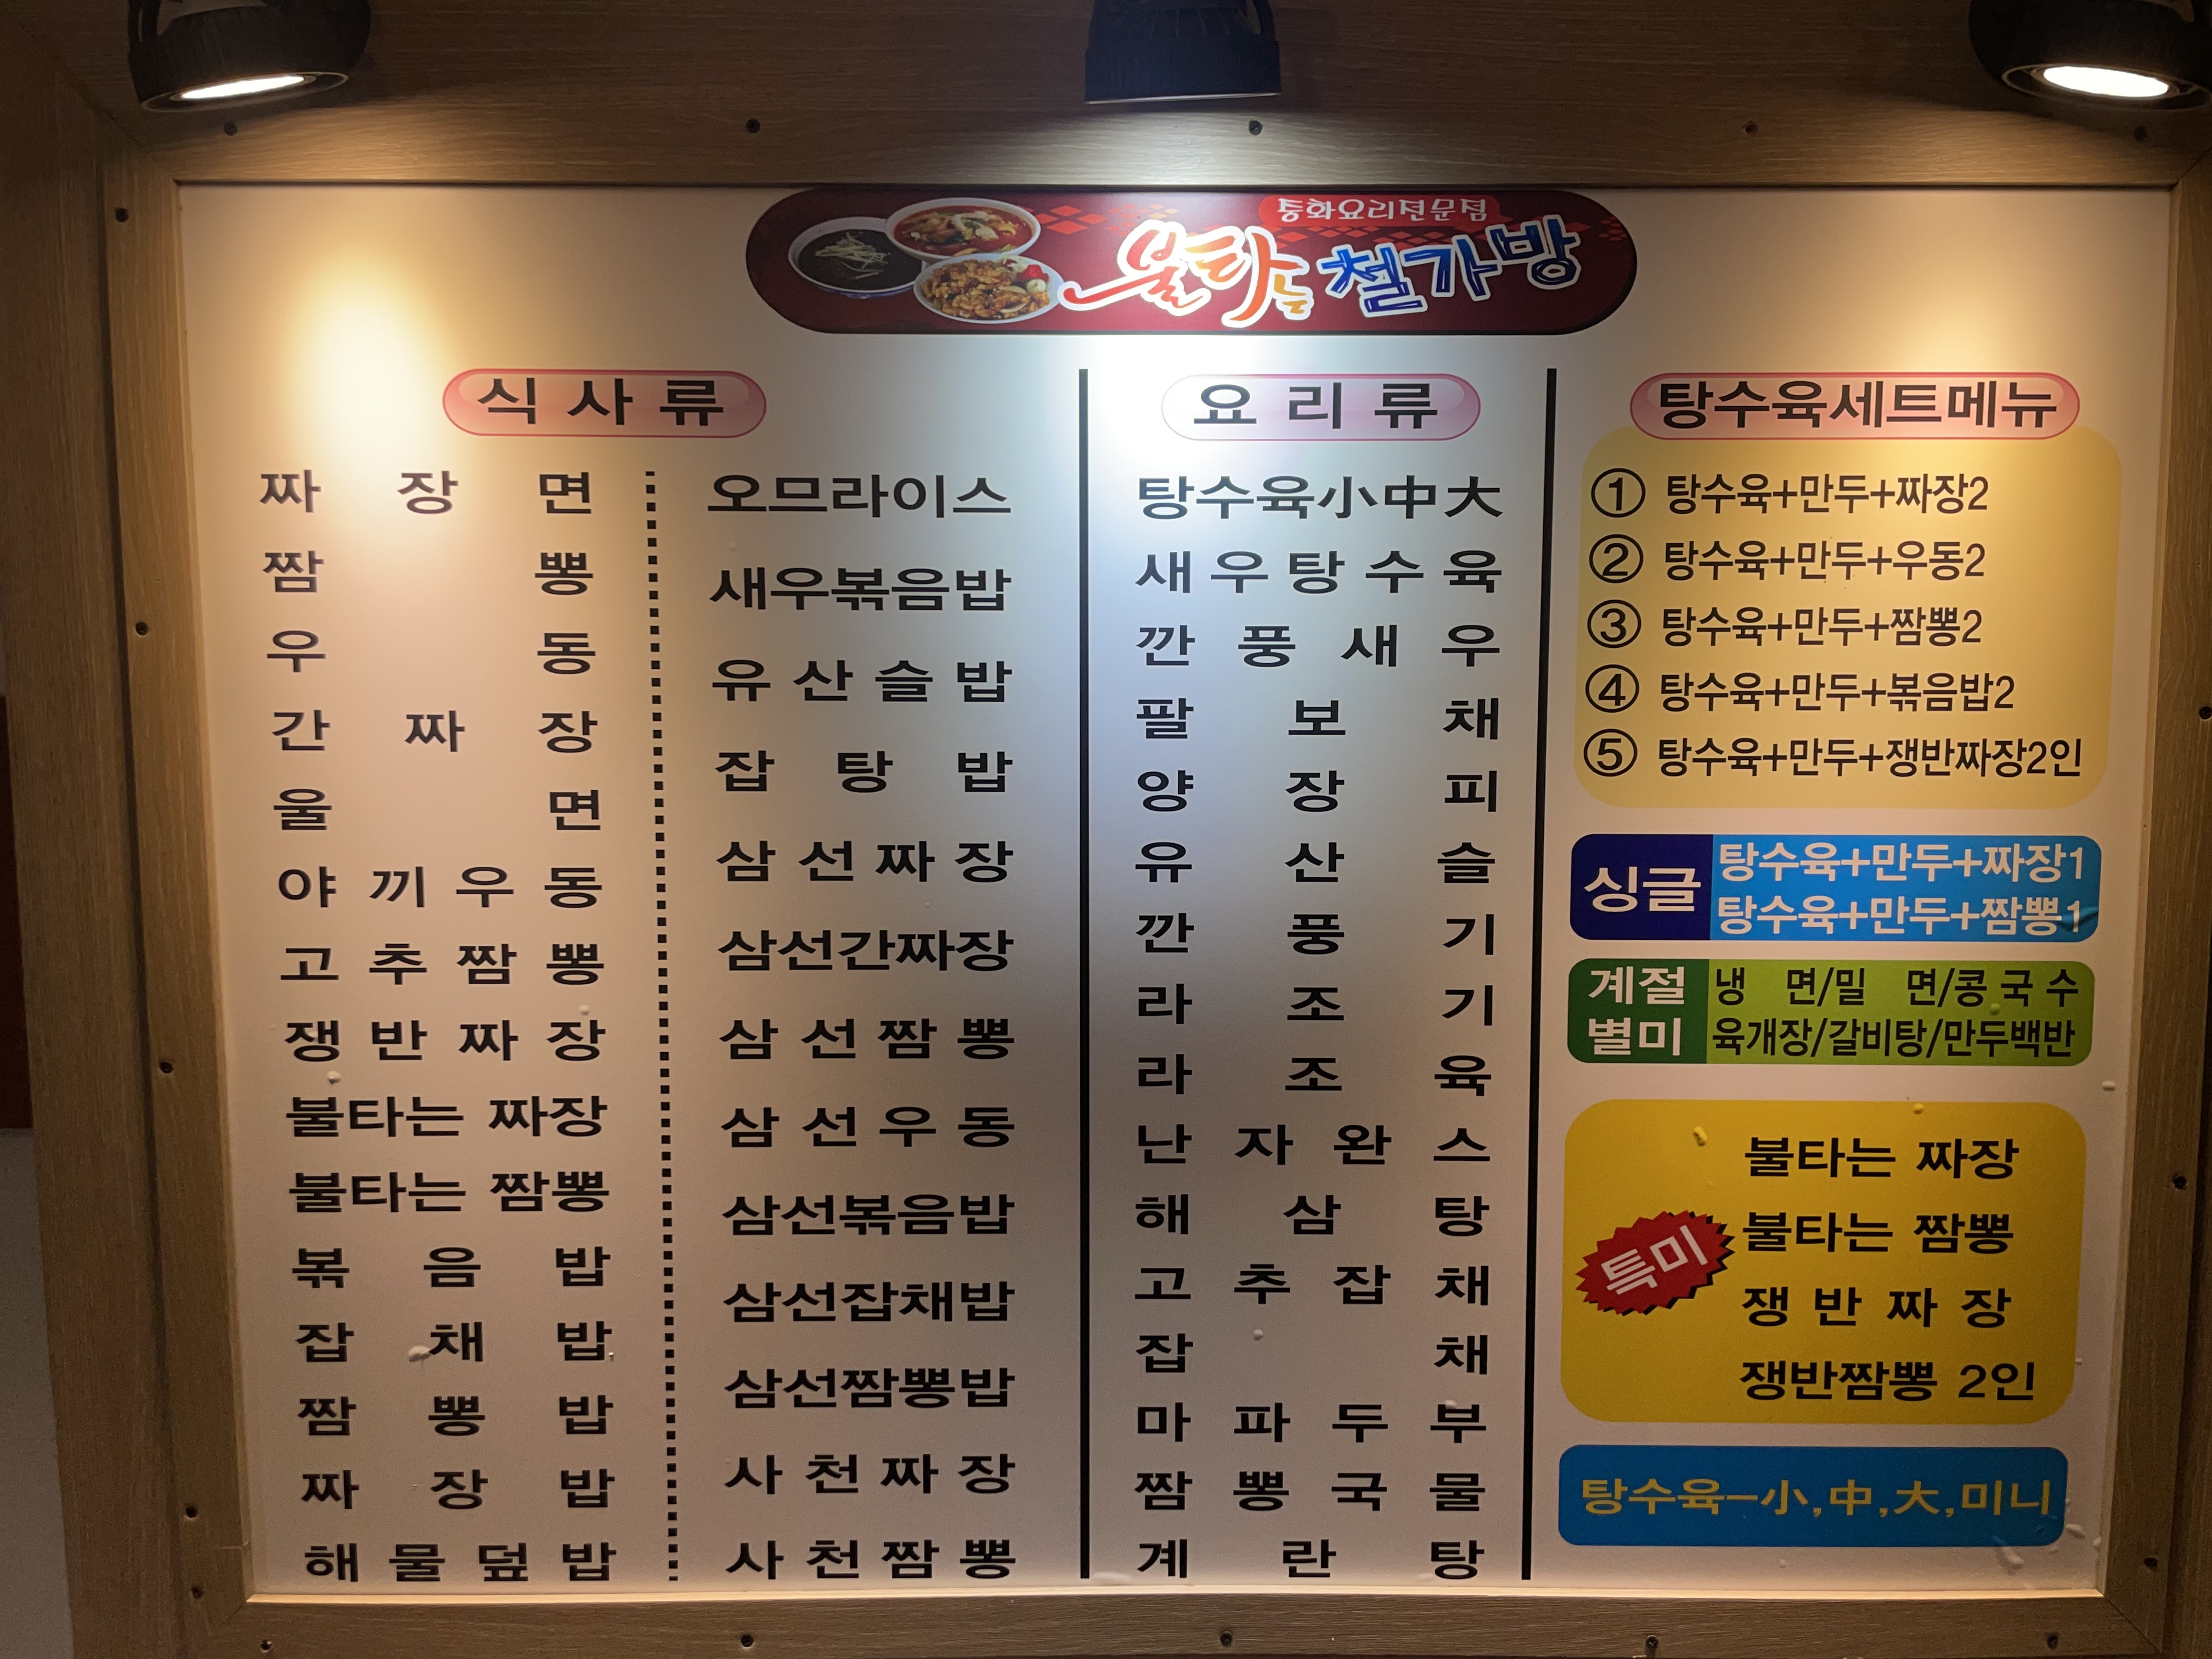 중화요리전문점
불타는 철가방
식사류
짜장면
짬뽕
우동
간짜장
울면
야끼우동
고추짬뽕
쟁반짜장
불타는 짜장
불타는 짬뽕
볶음밥
잡채밥
짬뽕밥
짜장밥
해물덮밥
오므라이스
새우볶음밥
유산슬밥
잡탕밥
삼선짜장
삼선간짜장
삼선짬뽕
삼선우동
삼선볶음밥
삼선잡채밥
삼선짬뽕밥
사천짜장
사천짬뽕
요리류
탕수육小中大
새우탕수육
깐풍새우
팔보채
양장피
유산슬
깐풍기
라조기
라조육
난자완스
해삼탕
고추잡채
잡채
마파두부
짬뽕국물
계란탕
탕수육세트메뉴
① 탕수육+만두+짜장2
② 탕수육+만두+우동2
③ 탕수육+만두+짬뽕2
④ 탕수육+만두+볶음밥2
⑤ 탕수육+만두+쟁반짜장2인
싱글
탕수육+만두+짜장1
탕수육+만두+짬뽕1
계절
별미
냉 면/밀 면/콩국수
육개장/갈비탕/만두백반
특미
불타는 짜장
불타는 짬뽕
쟁반짜장
쟁반짬뽕 2인
탕수육-小,中,大,미니